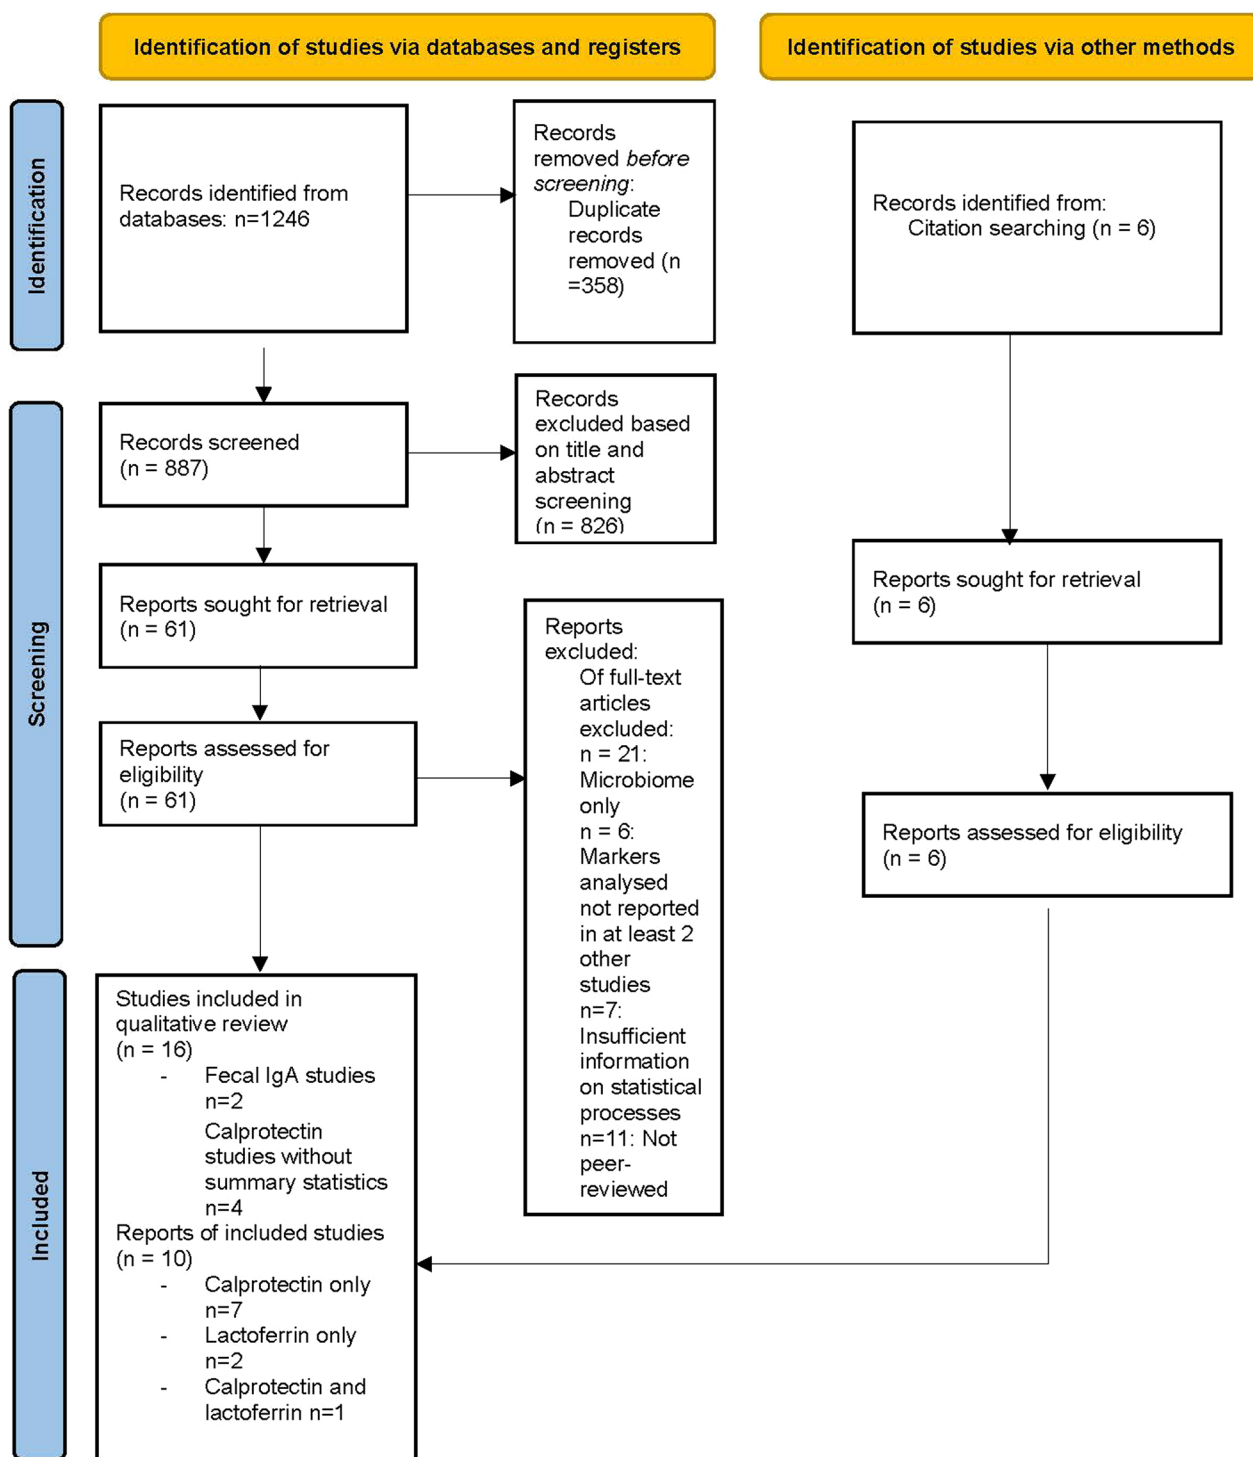 Identification of studies via databases and registers
Identification of studies via other methods
Identification
Records identified from
databases: n=1246
Records
removed before
screening:
Duplicate
records
removed (n
=358)
Records identified from:
Citation searching (n = 6)
Screening
Records screened
(n = 887)
Records
excluded based
on title and
abstract
screening
(n = 826)
Reports sought for retrieval
(n = 61)
Reports sought for retrieval
(n = 6)
Reports assessed for
eligibility
(n = 61)
Reports
excluded:
Of full-text
articles
excluded:
n = 21:
Microbiome
only
n = 6:
Markers
analysed
not reported
in at least 2
other
studies
n=7:
Insufficient
information
on statistical
processes
n=11: Not
peer-
reviewed
Reports assessed for eligibility
(n = 6)
Included
Studies included in
qualitative review
(n = 16)
- Fecal IgA studies
n=2
Calprotectin
studies without
summary statistics
n=4
Reports of included studies
(n = 10)
- Calprotectin only
n=7
- Lactoferrin only
n=2
- Calprotectin and
lactoferrin n=1